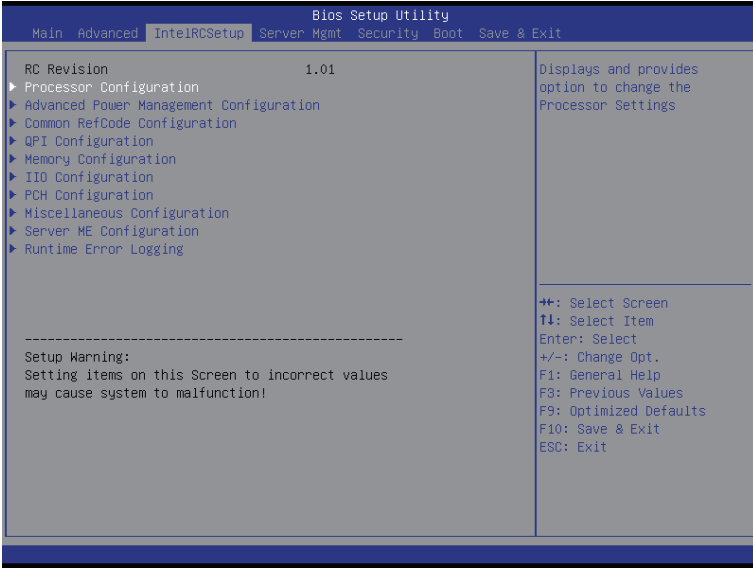 Bios Setup Utility
Main Advanced IntelRCSetup Server Mgmt Security Boot Save & Exit
RC Revision 1.01
Processor Configuration
Advanced Power Management Configuration
Common RefCode Configuration
QPI Configuration
Memory Configuration
IIO Configuration
PCH Configuration
Miscellaneous Configuration
Server ME Configuration
Runtime Error Logging
--------------------------------------------------
Setup Warning:
Setting items on this Screen to incorrect values
may cause system to malfunction!
Displays and provides
option to change the
Processor Settings
→←: Select Screen
↑↓: Select Item
Enter: Select
+/-: Change Opt.
F1: General Help
F3: Previous Values
F9: Optimized Defaults
F10: Save & Exit
ESC: Exit